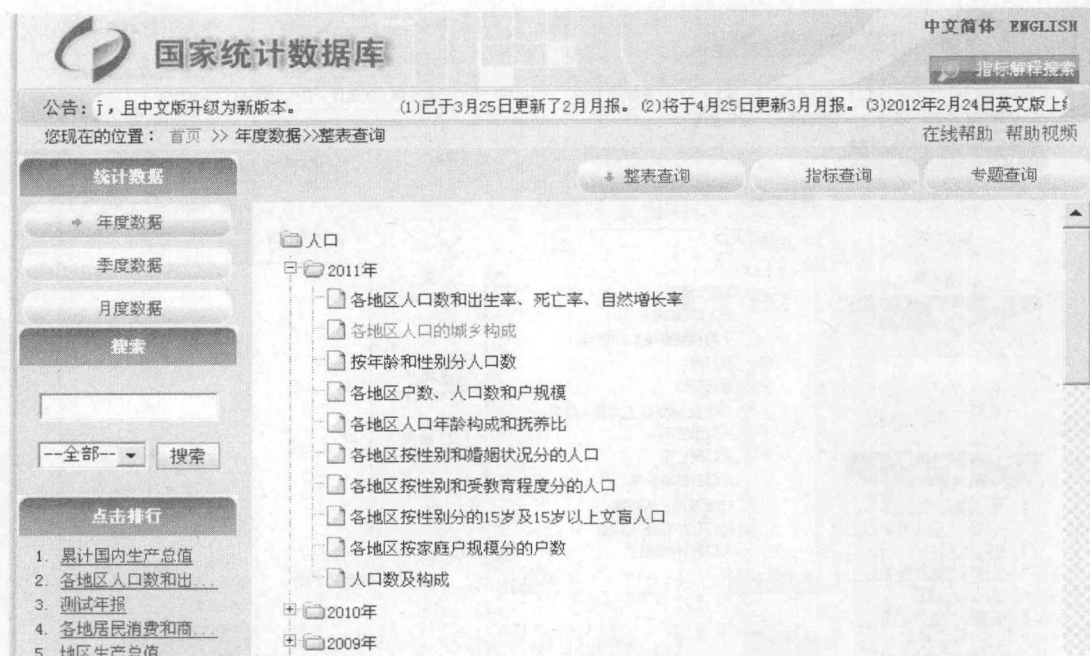 中文简体 ENGLISH
国家统计数据库
指标解释搜索
公告: ，且中文版升级为新版本。 (1)已于3月25日更新了2月月报。 (2)将于4月25日更新3月月报。 (3)2012年2月24日英文版上
您现在的位置： 首页 >> 年度数据>>整表查询 在线帮助 帮助视频
统计数据 整表查询 指标查询 专题查询
年度数据
季度数据
月度数据
搜索
--全部-- 搜索
点击排行
1. 累计国内生产总值
2. 各地区人口数和出...
3. 测试年报
4. 各地居民消费和商...
5. 地区生产总值
人口
2011年
各地区人口数和出生率、死亡率、自然增长率
各地区人口的城乡构成
按年龄和性别分人口数
各地区户数、人口数和户规模
各地区人口年龄构成和抚养比
各地区按性别和婚姻状况分的人口
各地区按性别和受教育程度分的人口
各地区按性别分的15岁及15岁以上文盲人口
各地区按家庭户规模分的户数
人口数及构成
2010年
2009年